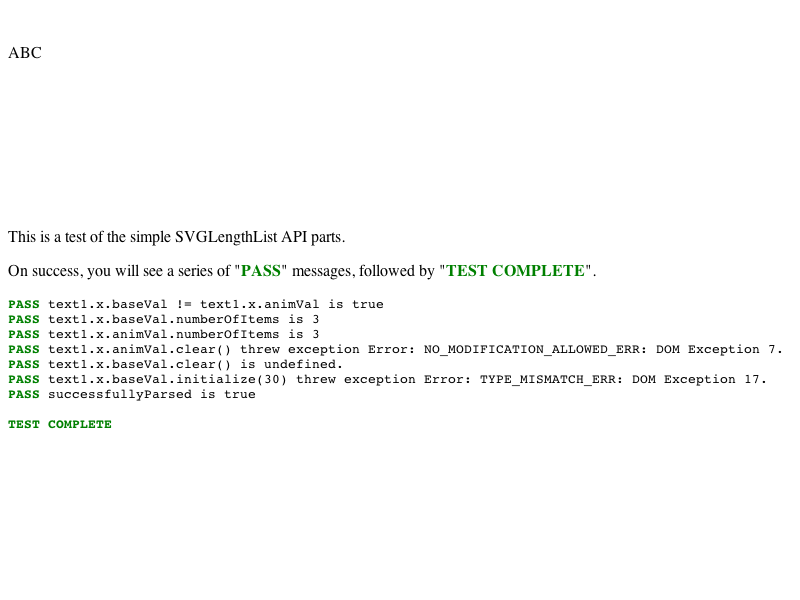 ABC
This is a test of the simple SVGLengthList API parts.
On success, you will see a series of "PASS" messages, followed by "TEST COMPLETE".
PASS text1.x.baseVal != text1.x.animVal is true
PASS text1.x.baseVal.numberOfItems is 3
PASS text1.x.animVal.numberOfItems is 3
PASS text1.x.animVal.clear() threw exception Error: NO_MODIFICATION_ALLOWED_ERR: DOM Exception 7.
PASS text1.x.baseVal.clear() is undefined.
PASS text1.x.baseVal.initialize(30) threw exception Error: TYPE_MISMATCH_ERR: DOM Exception 17.
PASS successfullyParsed is true
TEST COMPLETE